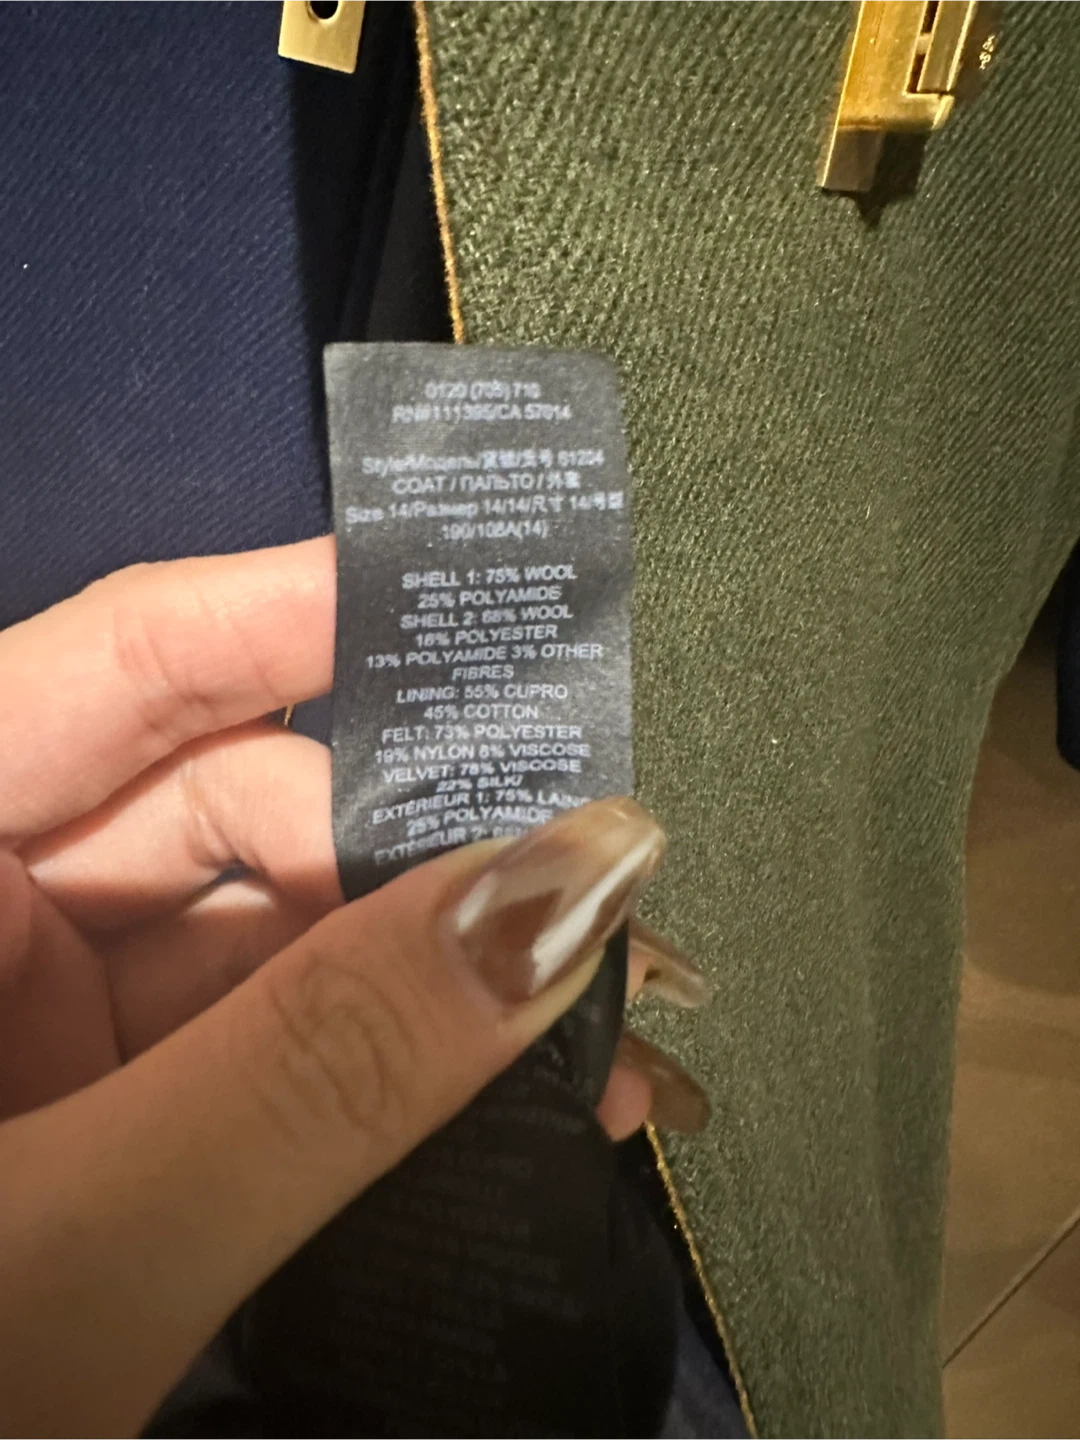 0120 (705) 710
RN#111395/CA 57014
Style/Модель/款號/货号 61224
COAT / ПАЛЬТО / 外套
Size 14/Размер 14/14/尺寸 14/号型
190/108A(14)
SHELL 1: 75% WOOL
25% POLYAMIDE
SHELL 2: 68% WOOL
16% POLYESTER
13% POLYAMIDE 3% OTHER
FIBRES
LINING: 55% CUPRO
45% COTTON
FELT: 73% POLYESTER
19% NYLON 8% VISCOSE
VELVET: 78% VISCOSE
22% SILK/
EXTÉRIEUR 1: 75% LAINE
25% POLYAMIDE
EXTÉRIEUR 2: